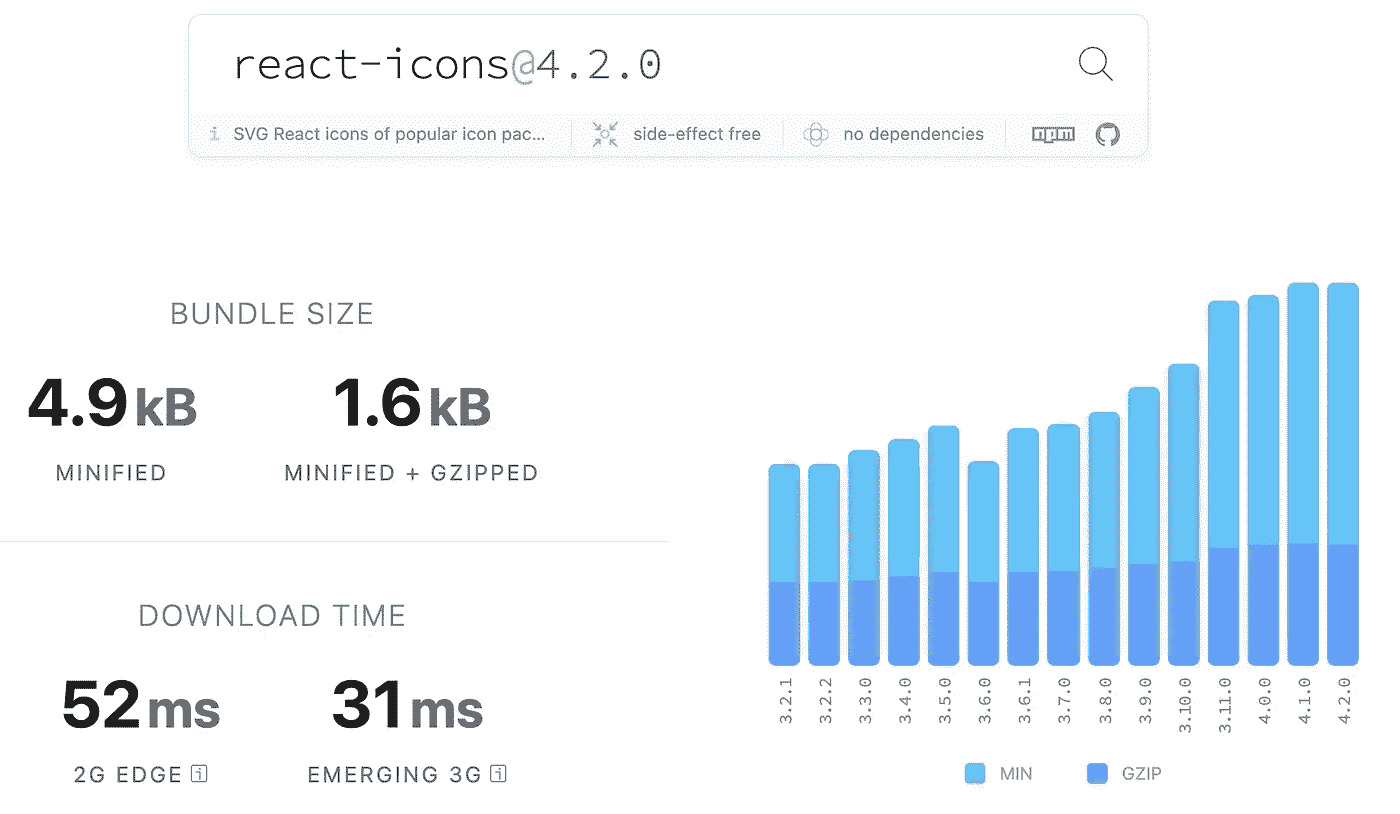 react-icons@4.2.0
i SVG React icons of popular icon pac... side-effect free no dependencies npm
BUNDLE SIZE
4.9 kB 1.6 kB
MINIFIED MINIFIED + GZIPPED
DOWNLOAD TIME
52 ms 31 ms
2G EDGE i EMERGING 3G i
3.2.1 3.2.2 3.3.0 3.4.0 3.5.0 3.6.0 3.6.1 3.7.0 3.8.0 3.9.0 3.10.0 3.11.0 4.0.0 4.1.0 4.2.0
MIN GZIP